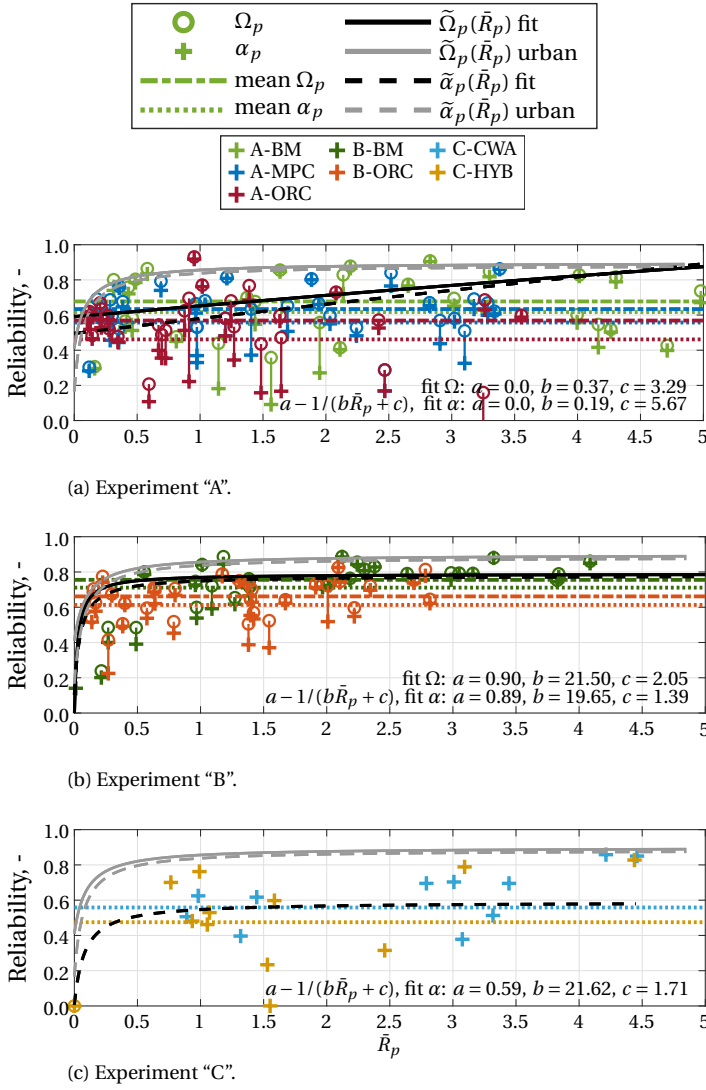 Ω_p
α_p
mean Ω_p
mean α_p
Ω̃_p(R̄_p) fit
Ω̃_p(R̄_p) urban
α̃_p(R̄_p) fit
α̃_p(R̄_p) urban
A-BM B-BM C-CWA
A-MPC B-ORC C-HYB
A-ORC
Reliability, -
1.0
0.8
0.6
0.4
0.2
0.0
fit Ω: a = 0.0, b = 0.37, c = 3.29
a − 1/(bR̄_p + c), fit α: a = 0.0, b = 0.19, c = 5.67
0 0.5 1 1.5 2 2.5 3 3.5 4 4.5 5
(a) Experiment “A”.
Reliability, -
1.0
0.8
0.6
0.4
0.2
0.0
fit Ω: a = 0.90, b = 21.50, c = 2.05
a − 1/(bR̄_p + c), fit α: a = 0.89, b = 19.65, c = 1.39
0 0.5 1 1.5 2 2.5 3 3.5 4 4.5 5
(b) Experiment “B”.
Reliability, -
1.0
0.8
0.6
0.4
0.2
0.0
a − 1/(bR̄_p + c), fit α: a = 0.59, b = 21.62, c = 1.71
0 0.5 1 1.5 2 2.5 3 3.5 4 4.5 5
R̄_p
(c) Experiment “C”.